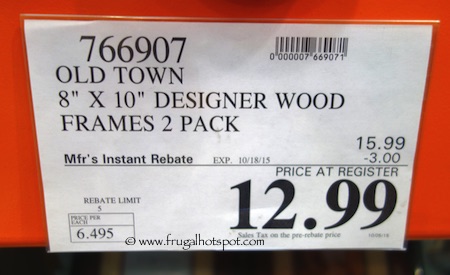 766907
0"000007"669071"
OLD TOWN
8" X 10" DESIGNER WOOD
FRAMES 2 PACK
15.99
Mfr's Instant Rebate EXP. 10/18/15 -3.00
PRICE AT REGISTER
12.99
REBATE LIMIT
5
PRICE PER
EACH
6.495
Sales Tax on the pre-rebate price
www.frugalhotspot.com